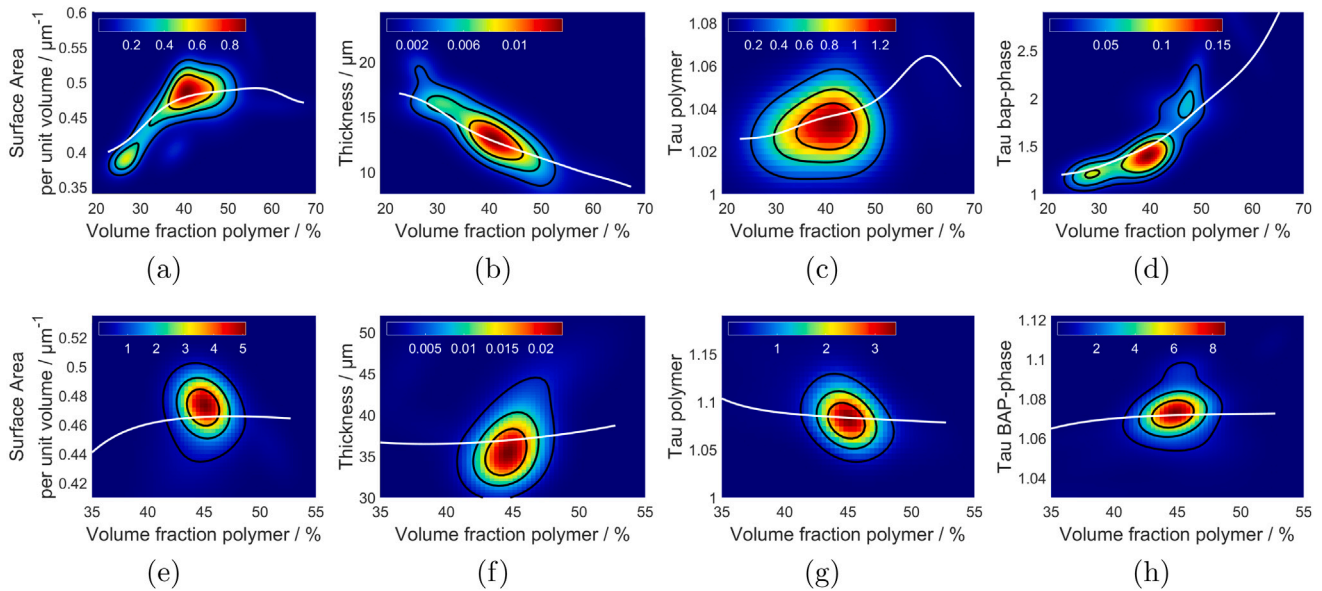 0.6
0.55
0.5
0.45
0.4
0.35
Surface Area
per unit volume / µm-1
0.2 0.4 0.6 0.8
20 30 40 50 60 70
Volume fraction polymer / %
(a)
20
15
10
Thickness / µm
0.002 0.006 0.01
20 30 40 50 60 70
Volume fraction polymer / %
(b)
1.08
1.06
1.04
1.02
1
Tau polymer
0.2 0.4 0.6 0.8 1 1.2
20 30 40 50 60 70
Volume fraction polymer / %
(c)
2.5
2
1.5
1
Tau bap-phase
0.05 0.1 0.15
20 30 40 50 60 70
Volume fraction polymer / %
(d)
0.52
0.5
0.48
0.46
0.44
0.42
Surface Area
per unit volume / µm-1
1 2 3 4 5
35 40 45 50 55
Volume fraction polymer / %
(e)
50
45
40
35
30
Thickness / µm
0.005 0.01 0.015 0.02
35 40 45 50 55
Volume fraction polymer / %
(f)
1.15
1.1
1.05
1
Tau polymer
1 2 3
35 40 45 50 55
Volume fraction polymer / %
(g)
1.12
1.1
1.08
1.06
1.04
Tau BAP-phase
2 4 6 8
35 40 45 50 55
Volume fraction polymer / %
(h)